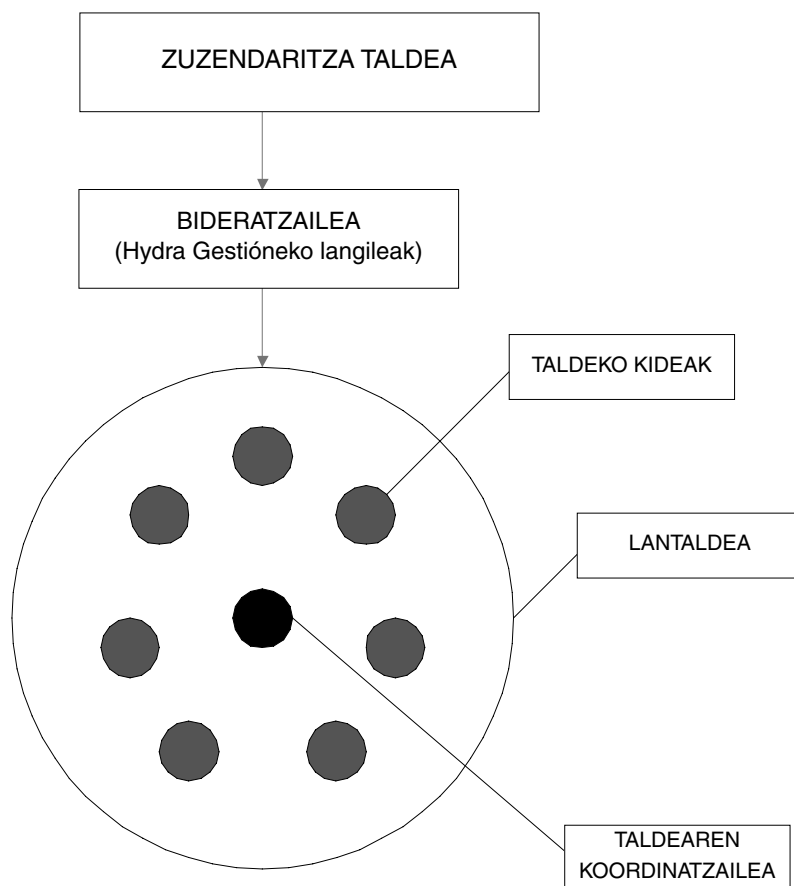 ZUZENDARITZA TALDEA
BIDERATZAILEA
(Hydra Gestióneko langileak)
TALDEKO KIDEAK
LANTALDEA
TALDEAREN
KOORDINATZAILEA